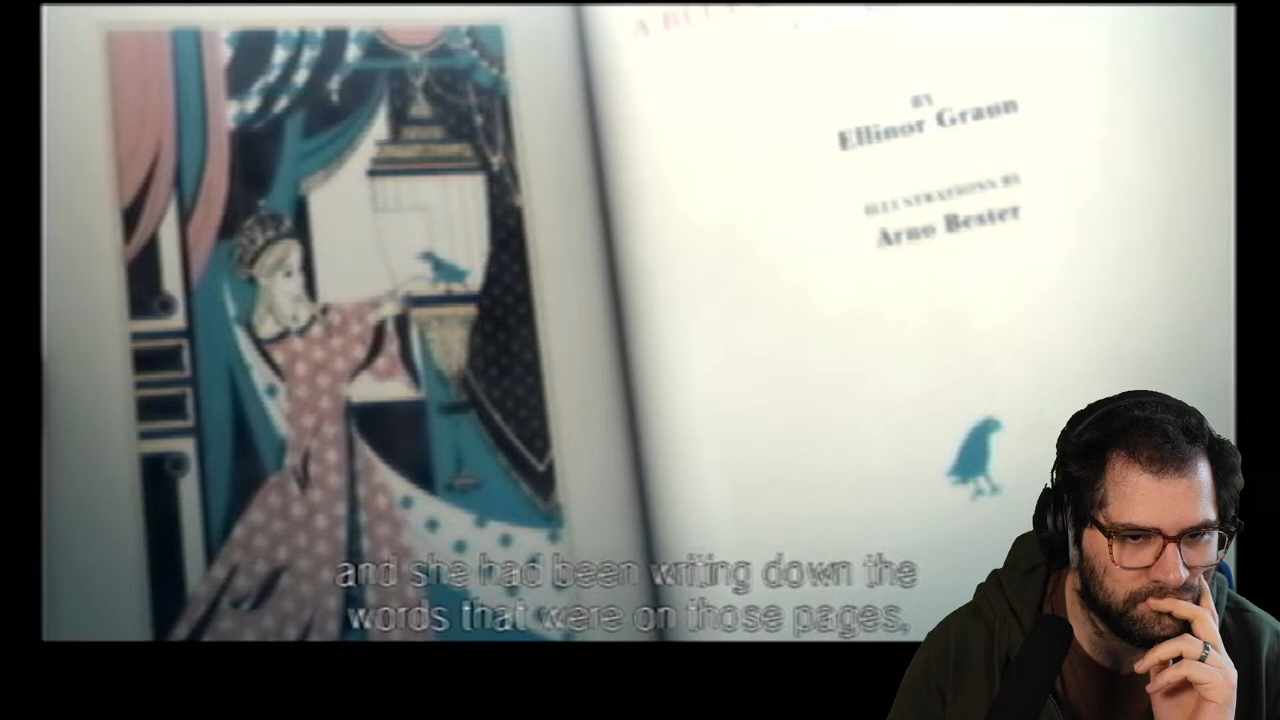 BY
Ellinor Graun
ILLUSTRATIONS BY
Arno Bester
and she had been writing down the
words that were on those pages,